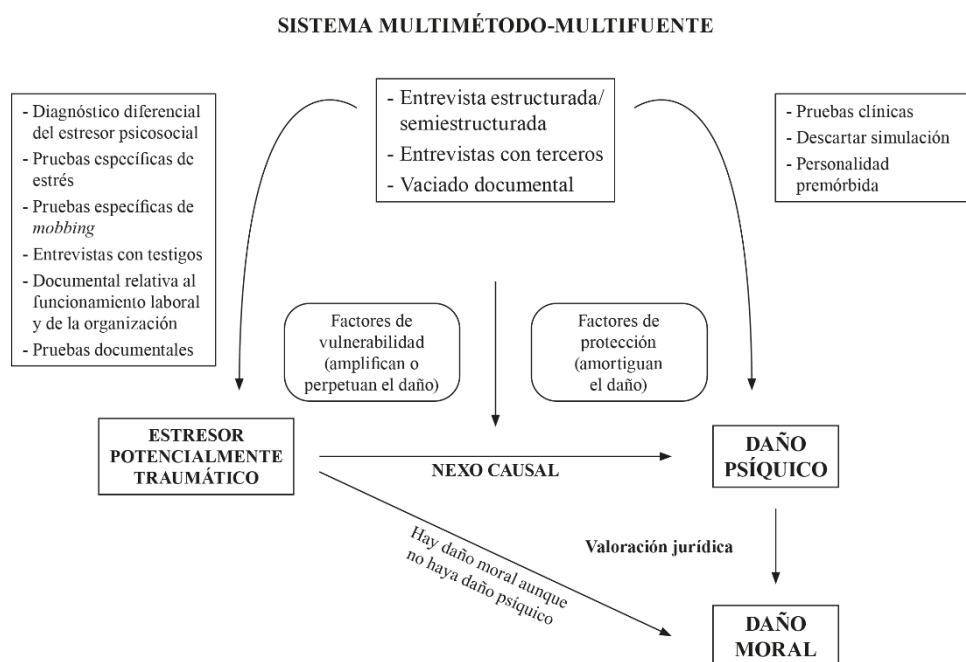 SISTEMA MULTIMÉTODO-MULTIFUENTE
- Diagnóstico diferencial
del estresor psicosocial
- Pruebas específicas de
estrés
- Pruebas específicas de
mobbing
- Entrevistas con testigos
- Documental relativa al
funcionamiento laboral
y de la organización
- Pruebas documentales
- Entrevista estructurada/
semiestructurada
- Entrevistas con terceros
- Vaciado documental
- Pruebas clínicas
- Descartar simulación
- Personalidad
premórbida
Factores de
vulnerabilidad
(amplifican o
perpetuan el daño)
Factores de
protección
(amortiguan
el daño)
ESTRESOR
POTENCIALMENTE
TRAUMÁTICO
NEXO CAUSAL
DAÑO
PSÍQUICO
Hay daño moral aunque
no haya daño psíquico
Valoración jurídica
DAÑO
MORAL